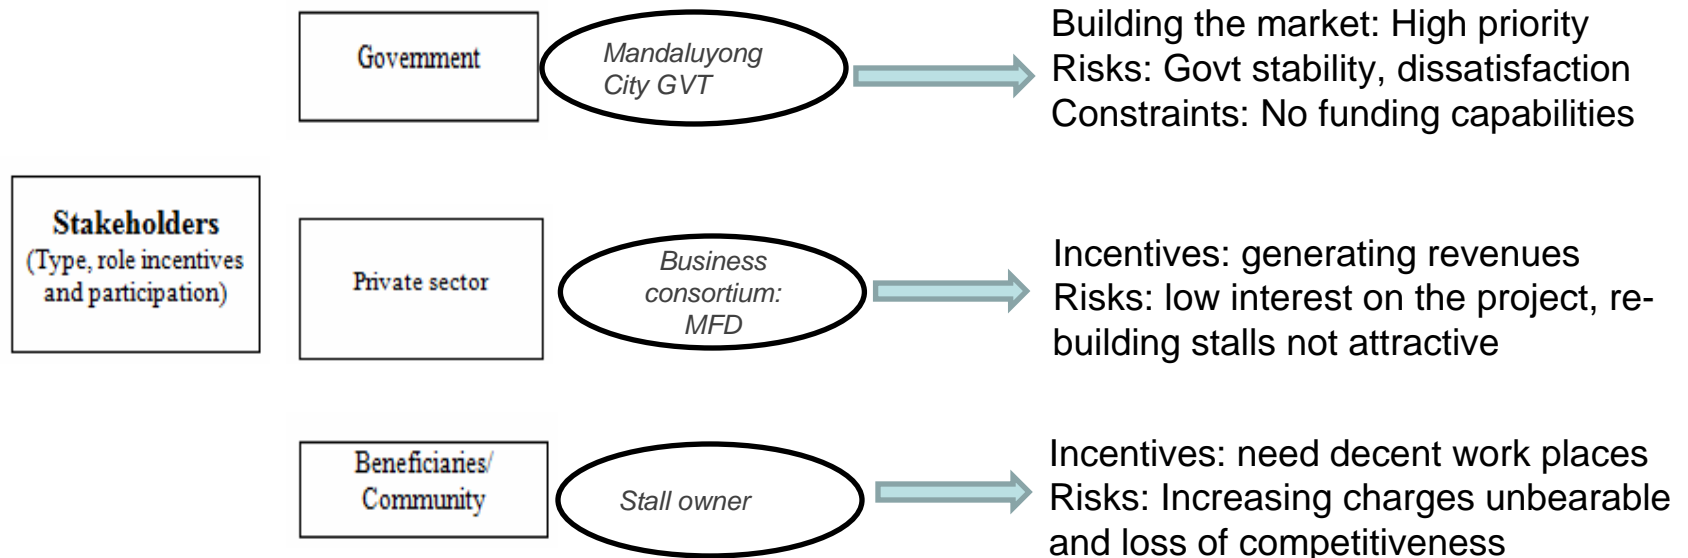 Government
Mandaluyong
City GVT
Building the market: High priority
Risks: Govt stability, dissatisfaction
Constraints: No funding capabilities
Stakeholders
(Type, role incentives
and participation)
Private sector
Business
consortium:
MFD
Incentives: generating revenues
Risks: low interest on the project, re-
building stalls not attractive
Beneficiaries/
Community
Stall owner
Incentives: need decent work places
Risks: Increasing charges unbearable
and loss of competitiveness